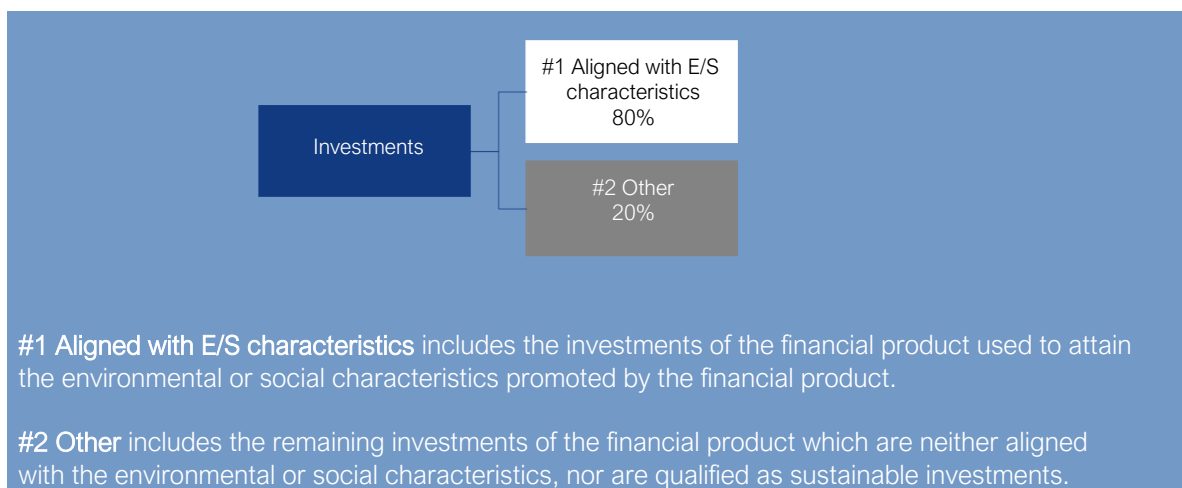 #1 Aligned with E/S
characteristics
80%
Investments
#2 Other
20%
#1 Aligned with E/S characteristics includes the investments of the financial product used to attain
the environmental or social characteristics promoted by the financial product.
#2 Other includes the remaining investments of the financial product which are neither aligned
with the environmental or social characteristics, nor are qualified as sustainable investments.